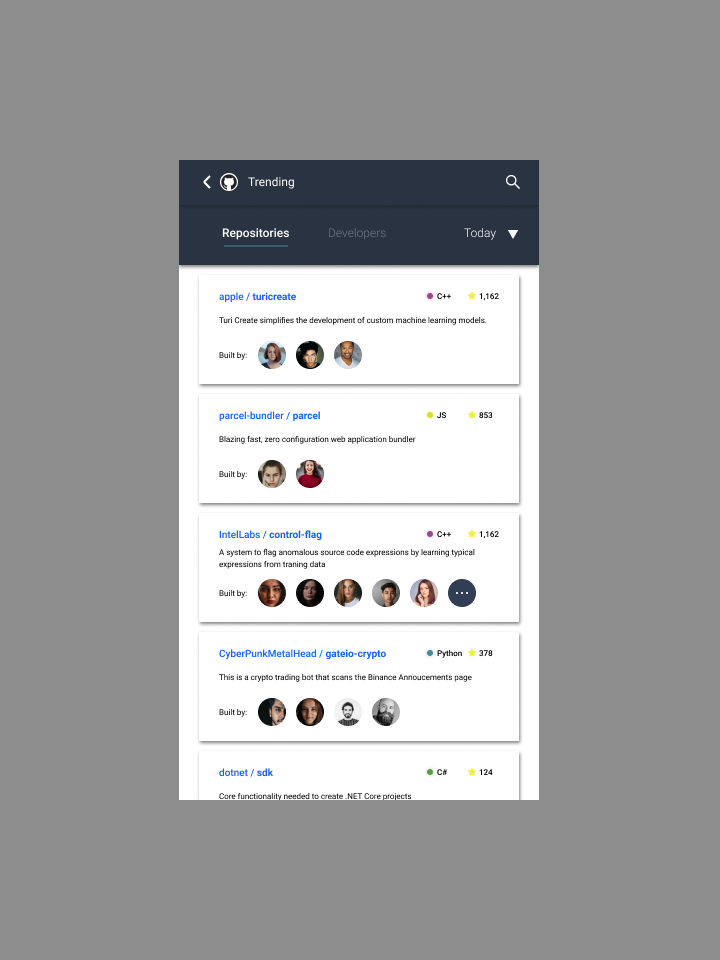 Trending
Repositories Developers Today
apple / turicreate C++ 1,162
Turi Create simplifies the development of custom machine learning models.
Built by:
parcel-bundler / parcel JS 853
Blazing fast, zero configuration web application bundler
Built by:
IntelLabs / control-flag C++ 1,162
A system to flag anomalous source code expressions by learning typical
expressions from traning data
Built by:
CyberPunkMetalHead / gateio-crypto Python 378
This is a crypto trading bot that scans the Binance Annoucements page
Built by:
dotnet / sdk C# 124
Core functionality needed to create .NET Core projects